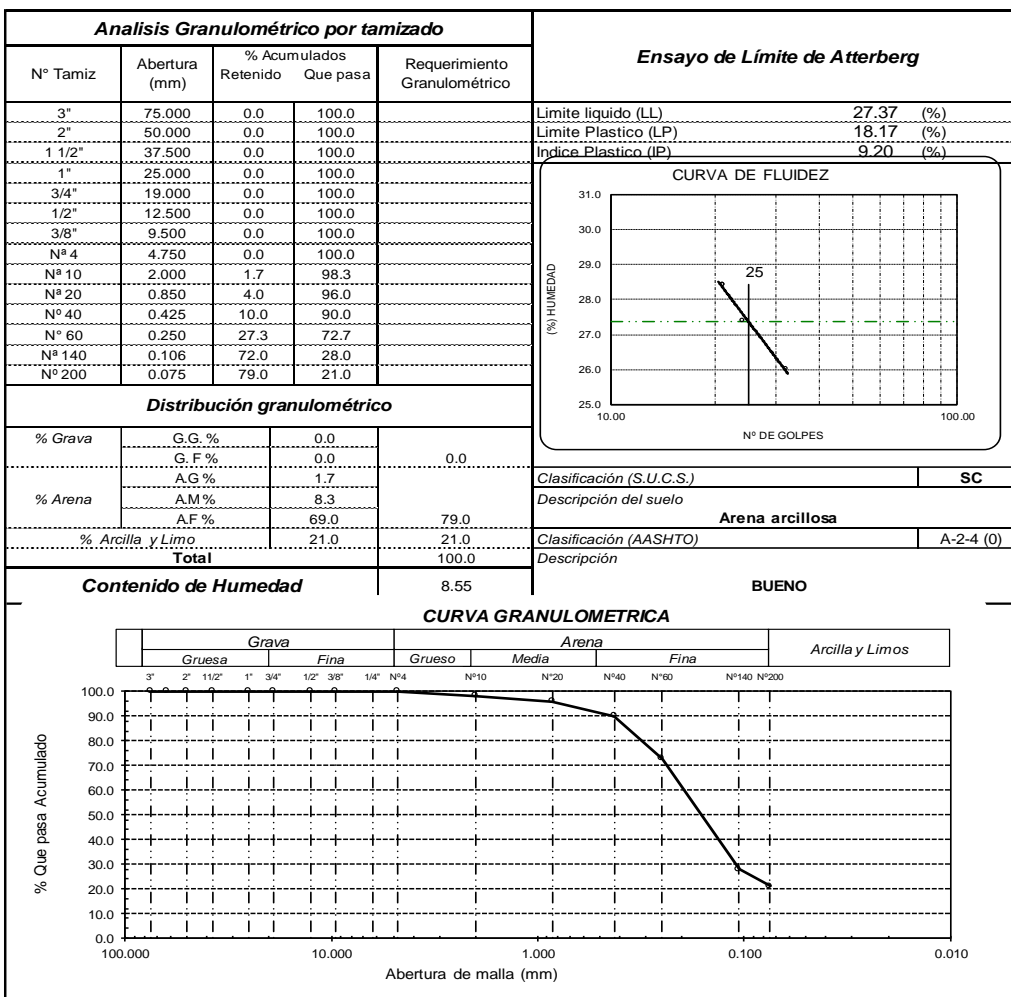 Analisis Granulométrico por tamizado
N° Tamiz
Abertura (mm)
% Acumulados
Retenido Que pasa
Requerimiento Granulométrico
3" 75.000 0.0 100.0
2" 50.000 0.0 100.0
1 1/2" 37.500 0.0 100.0
1" 25.000 0.0 100.0
3/4" 19.000 0.0 100.0
1/2" 12.500 0.0 100.0
3/8" 9.500 0.0 100.0
Nª 4 4.750 0.0 100.0
Nª 10 2.000 1.7 98.3
Nª 20 0.850 4.0 96.0
Nº 40 0.425 10.0 90.0
N° 60 0.250 27.3 72.7
Nª 140 0.106 72.0 28.0
Nº 200 0.075 79.0 21.0
Distribución granulométrico
% Grava G.G. % 0.0
G. F % 0.0 0.0
A.G % 1.7
% Arena A.M % 8.3
A.F % 69.0 79.0
% Arcilla y Limo 21.0 21.0
Total 100.0
Contenido de Humedad 8.55
Ensayo de Límite de Atterberg
Limite liquido (LL) 27.37 (%)
Limite Plastico (LP) 18.17 (%)
Indice Plastico (IP) 9.20 (%)
CURVA DE FLUIDEZ
31.0
30.0
29.0
28.0
27.0
26.0
25.0
(%) HUMEDAD
25
10.00 100.00
Nº DE GOLPES
Clasificación (S.U.C.S.) SC
Descripción del suelo
Arena arcillosa
Clasificación (AASHTO) A-2-4 (0)
Descripción
BUENO
CURVA GRANULOMETRICA
Grava Arena Arcilla y Limos
Gruesa Fina Grueso Media Fina
3" 2" 11/2" 1" 3/4" 1/2" 3/8" 1/4" Nº4 Nº10 Nº20 Nº40 Nº60 Nº140 Nº200
100.0
90.0
80.0
70.0
60.0
50.0
40.0
30.0
20.0
10.0
0.0
% Que pasa Acumulado
100.000 10.000 1.000 0.100 0.010
Abertura de malla (mm)